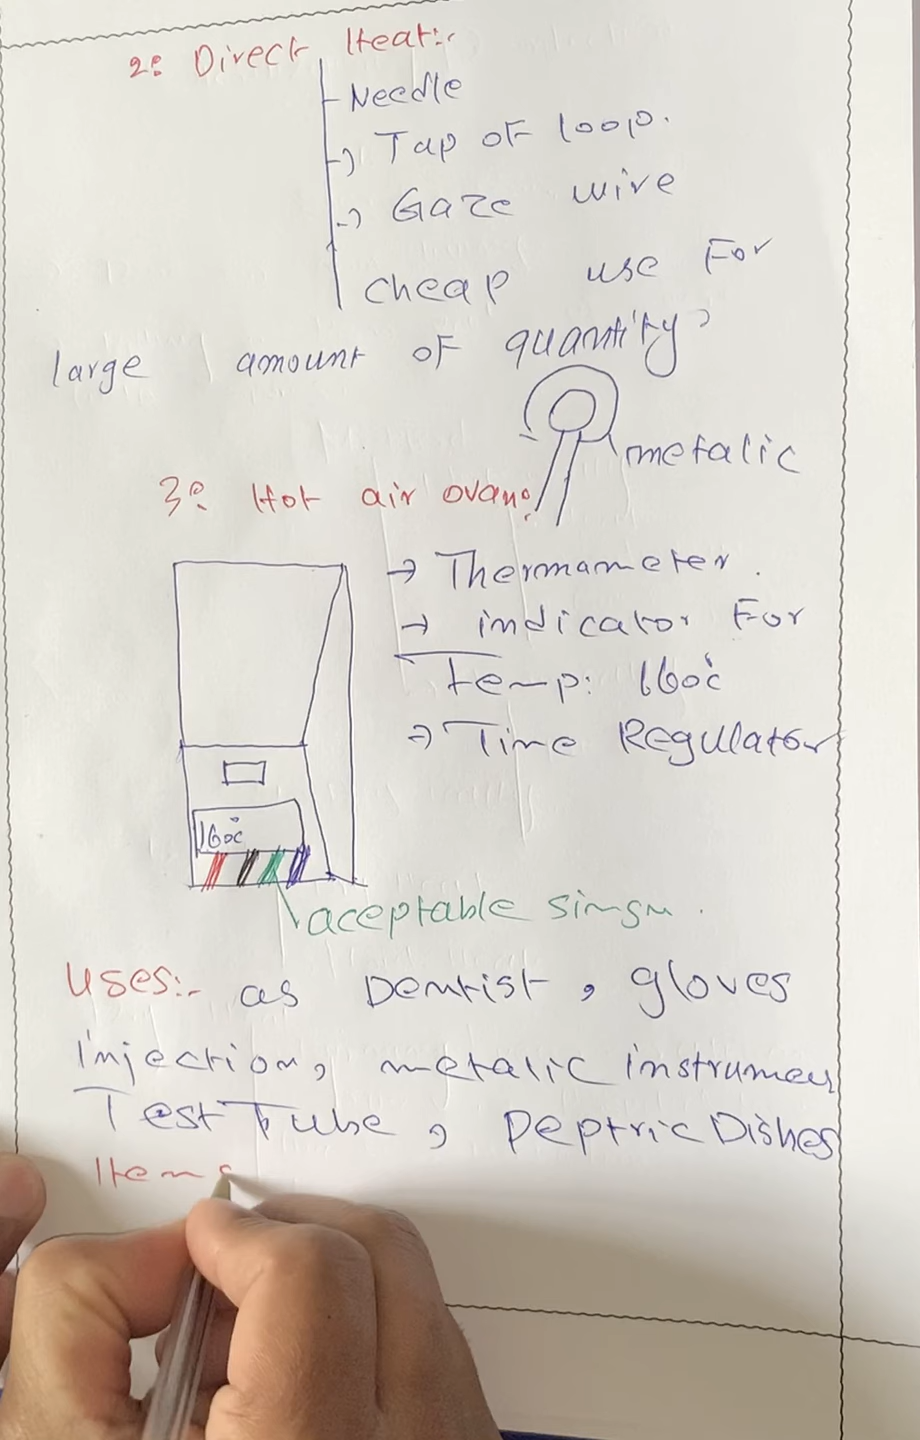 2: Direct Heat:-
Needle
→ Tap of loop.
→ Gaze wire
cheap use For
large amount of quantity
metalic
3: Hot air ovan:
→ Thermameter.
→ indicator For
temp: 160°c
→ Time Regulator
160°c
aceptable
Uses:- as Dentist, gloves
injection, metalic instrumen
Test Tube, Peptric Dishes
Items